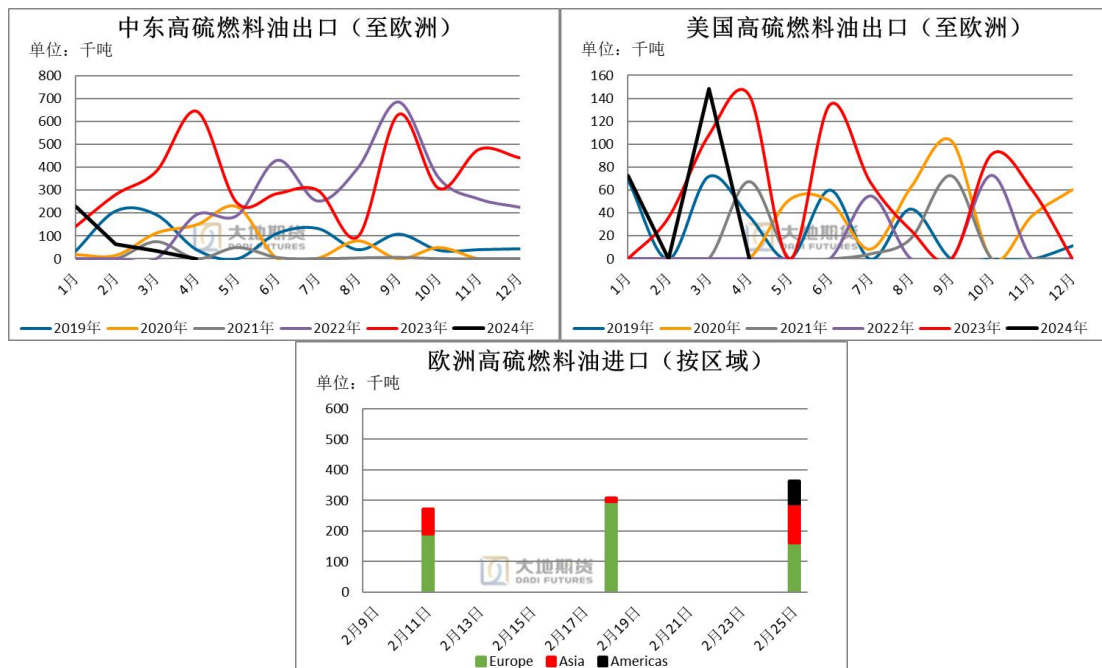 中东高硫燃料油出口（至欧洲）
单位：千吨
800
700
600
500
400
300
200
100
0
1月 2月 3月 4月 5月 6月 7月 8月 9月 10月 11月 12月
大地期货
DADI FUTURES
2019年 2020年 2021年 2022年 2023年 2024年
美国高硫燃料油出口（至欧洲）
单位：千吨
160
140
120
100
80
60
40
20
0
1月 2月 3月 4月 5月 6月 7月 8月 9月 10月 11月 12月
大地期货
DADI FUTURES
2019年 2020年 2021年 2022年 2023年 2024年
欧洲高硫燃料油进口（按区域）
单位：千吨
600
500
400
300
200
100
0
2月9日 2月11日 2月13日 2月15日 2月17日 2月19日 2月21日 2月23日 2月25日
大地期货
DADI FUTURES
Europe Asia Americas